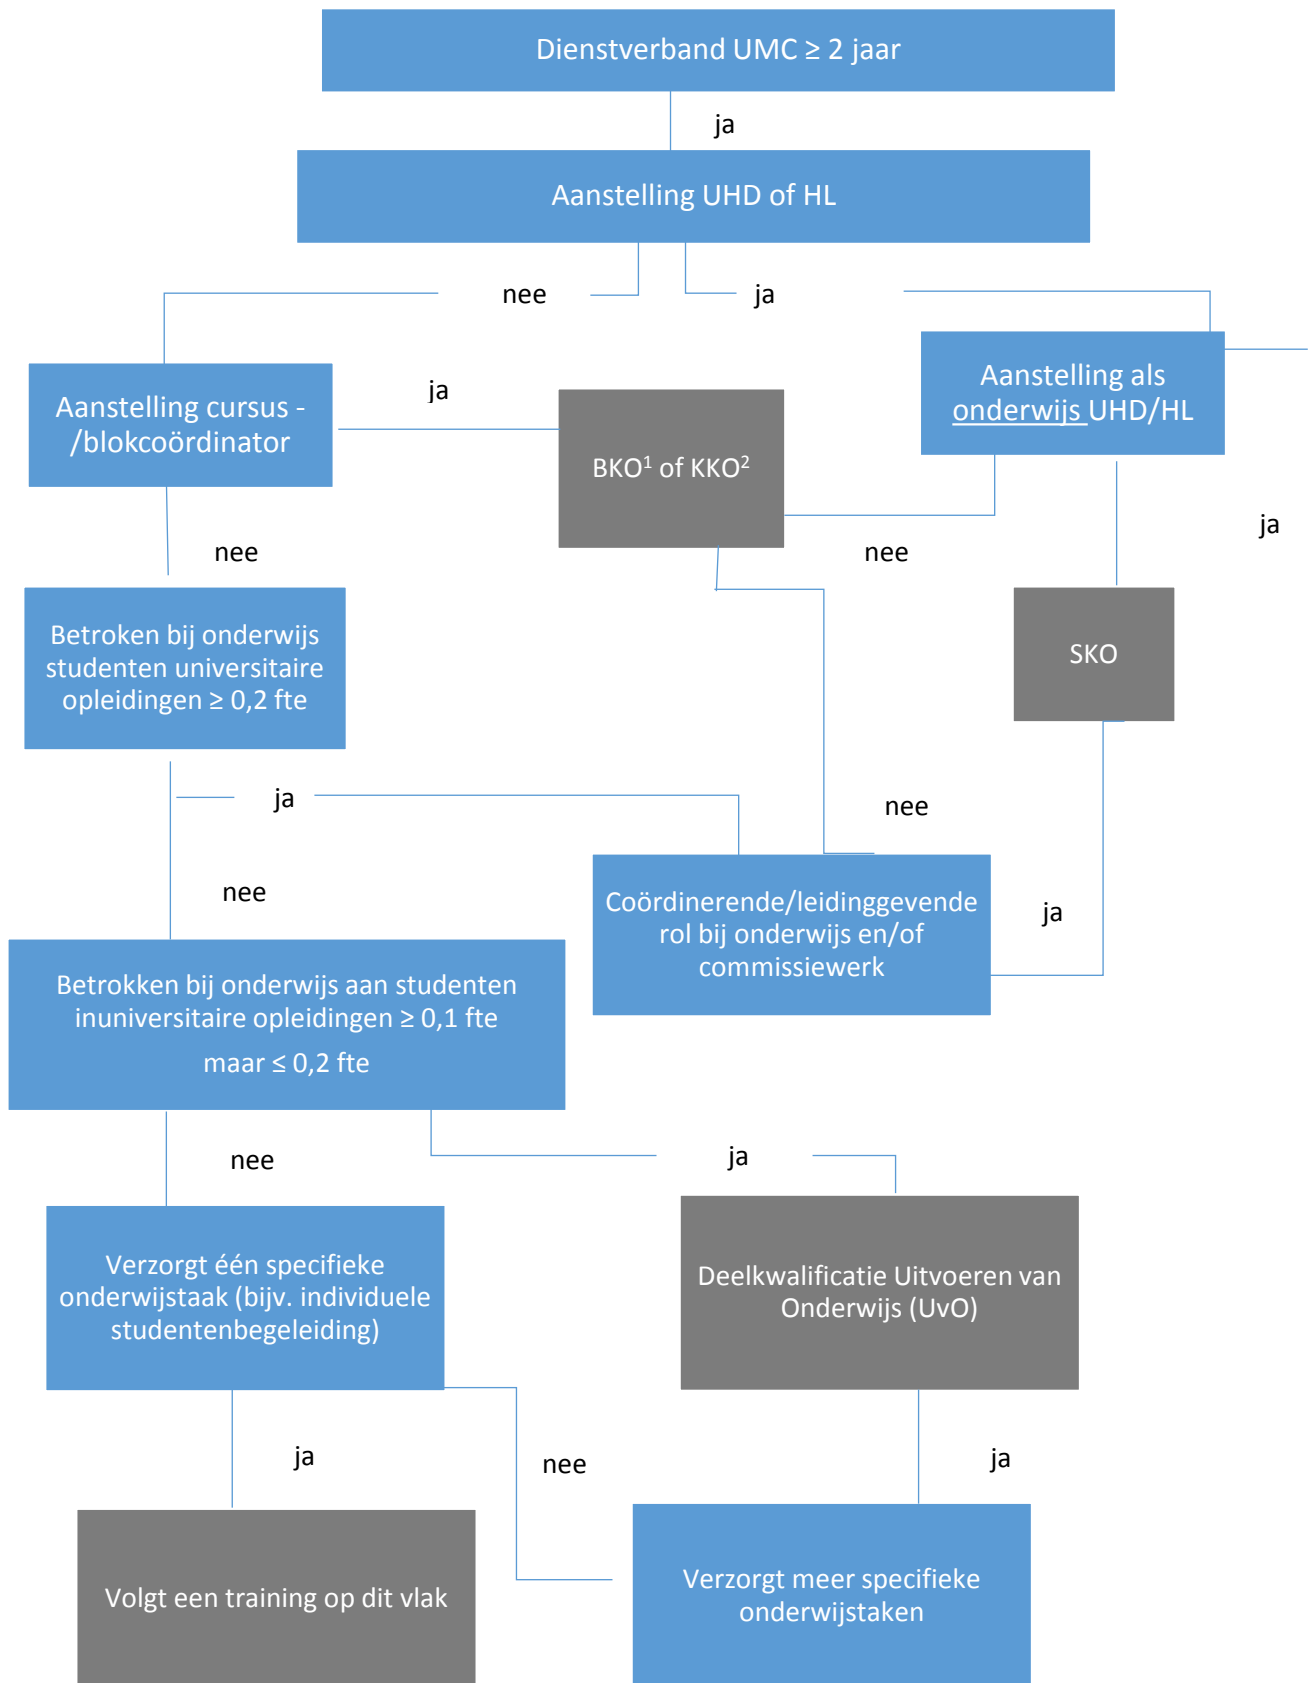 Dienstverband UMC ≥ 2 jaar
ja
Aanstelling UHD of HL
nee
ja
Aanstelling cursus -
/blokcoördinator
ja
BKO¹ of KKO²
Aanstelling als
onderwijs UHD/HL
nee
nee
ja
Betroken bij onderwijs
studenten universitaire
opleidingen ≥ 0,2 fte
SKO
ja
nee
nee
Coördinerende/leidinggevende
rol bij onderwijs en/of
commissiewerk
ja
Betrokken bij onderwijs aan studenten
inuniversitaire opleidingen ≥ 0,1 fte
maar ≤ 0,2 fte
nee
ja
Verzorgt één specifieke
onderwijstaak (bijv. individuele
studentenbegeleiding)
Deelkwalificatie Uitvoeren van
Onderwijs (UvO)
ja
nee
ja
Volgt een training op dit vlak
Verzorgt meer specifieke
onderwijstaken